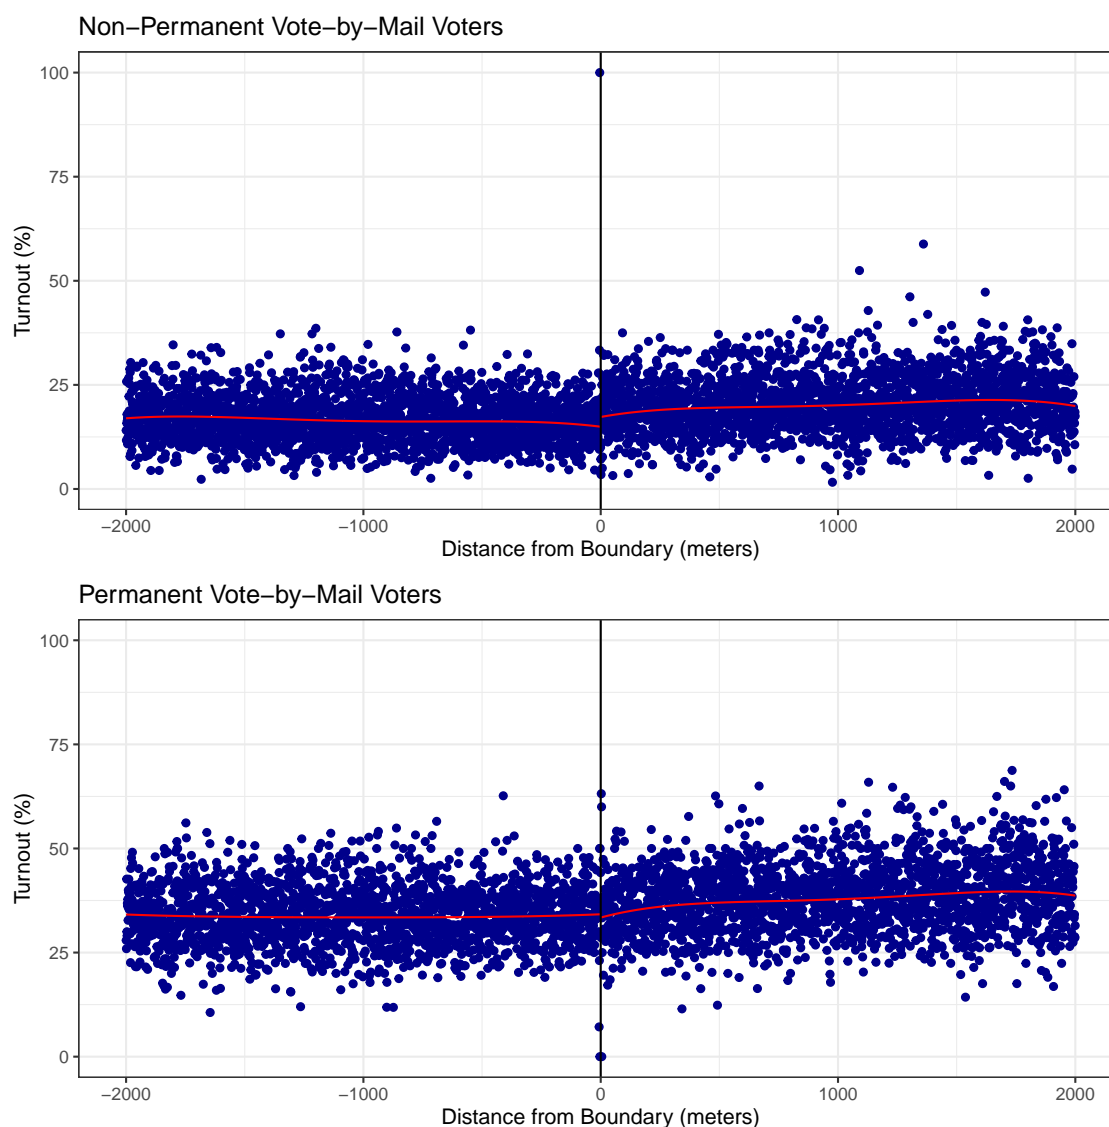 Non−Permanent Vote−by−Mail Voters
100
75
50
25
0
Turnout (%)
−2000 −1000 0 1000 2000
Distance from Boundary (meters)
Permanent Vote−by−Mail Voters
100
75
50
25
0
Turnout (%)
−2000 −1000 0 1000 2000
Distance from Boundary (meters)